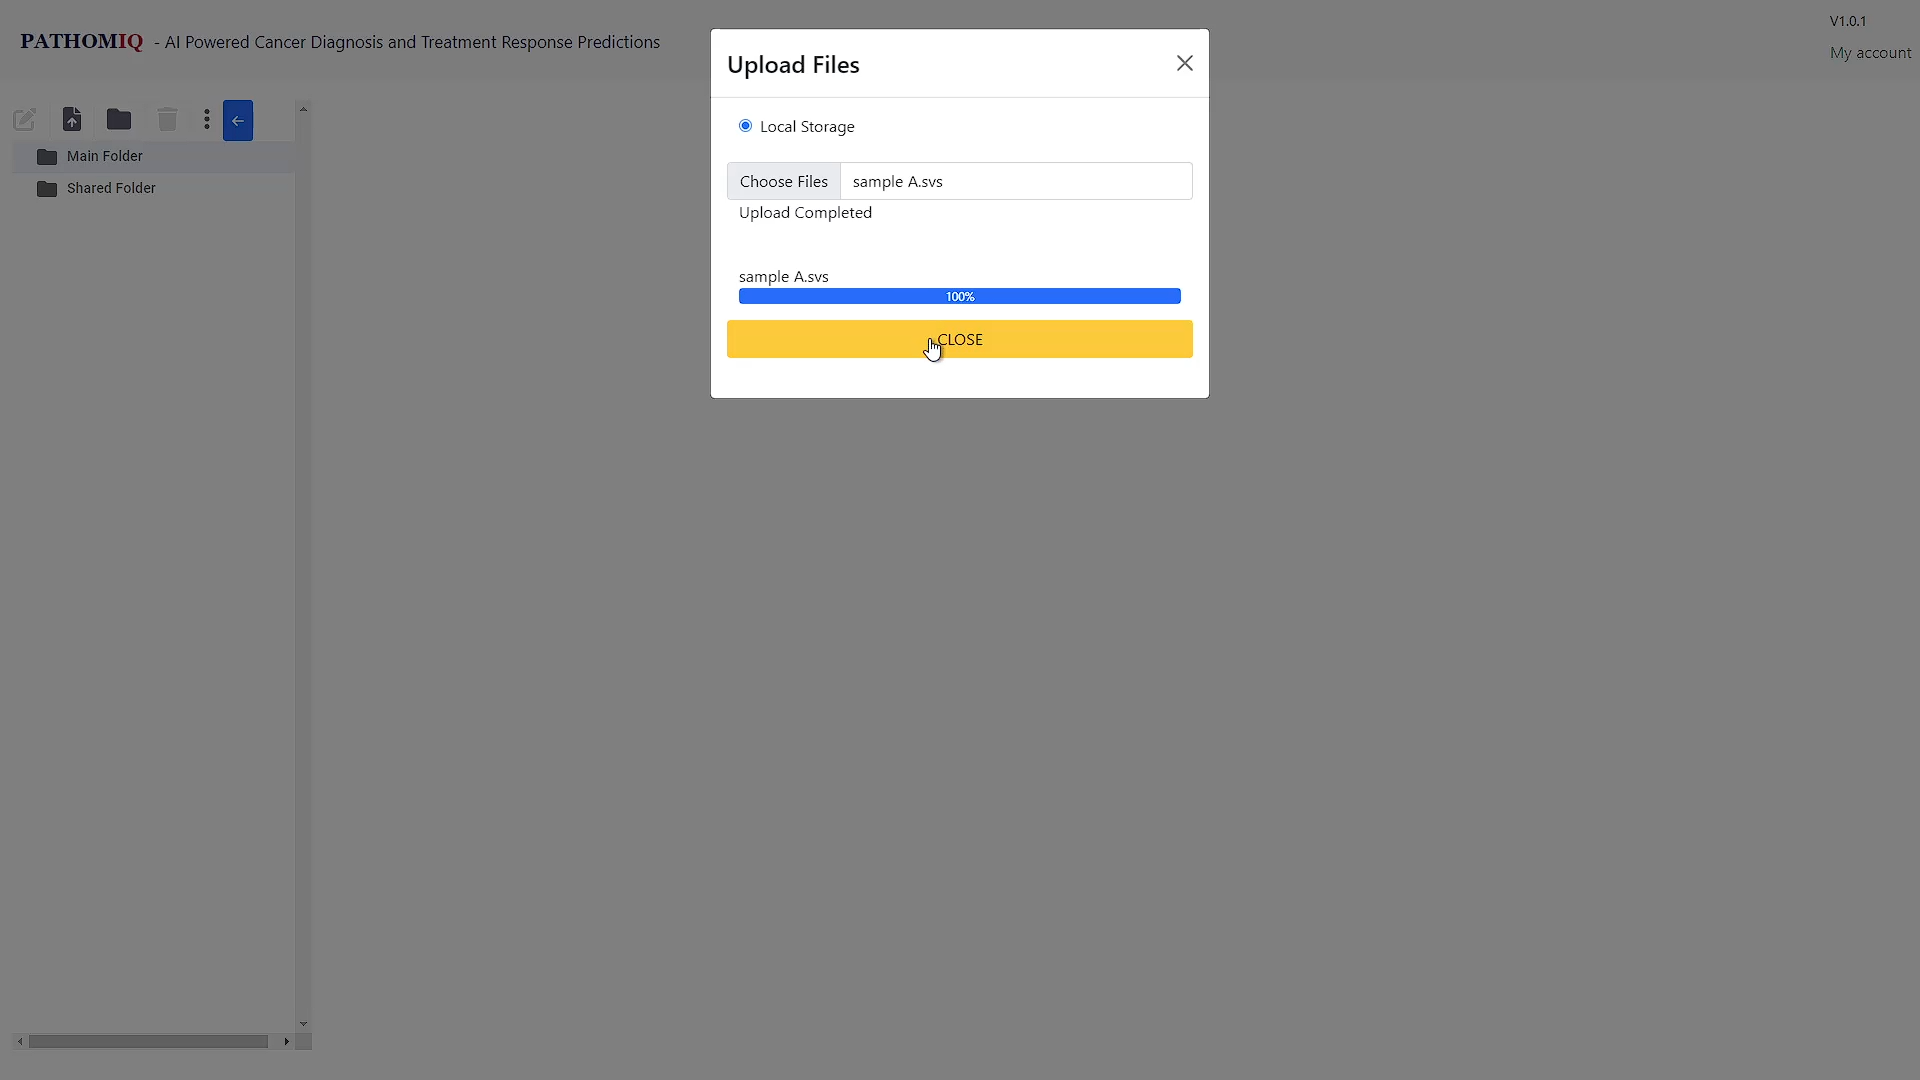 PATHOMIQ - AI Powered Cancer Diagnosis and Treatment Response Predictions
V1.0.1
My account
Main Folder
Shared Folder
Upload Files
Local Storage
Choose Files sample A.svs
Upload Completed
sample A.svs
100%
CLOSE